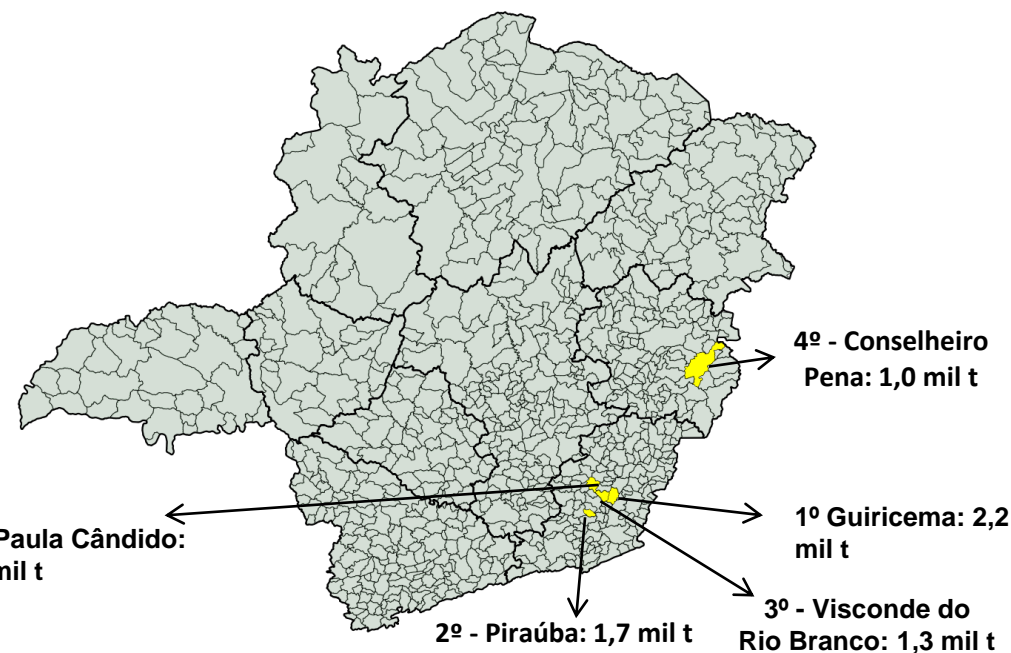 4º - Conselheiro
Pena: 1,0 mil t
1º Guiricema: 2,2
mil t
Paula Cândido:
mil t
3º - Visconde do
Rio Branco: 1,3 mil t
2º - Piraúba: 1,7 mil t